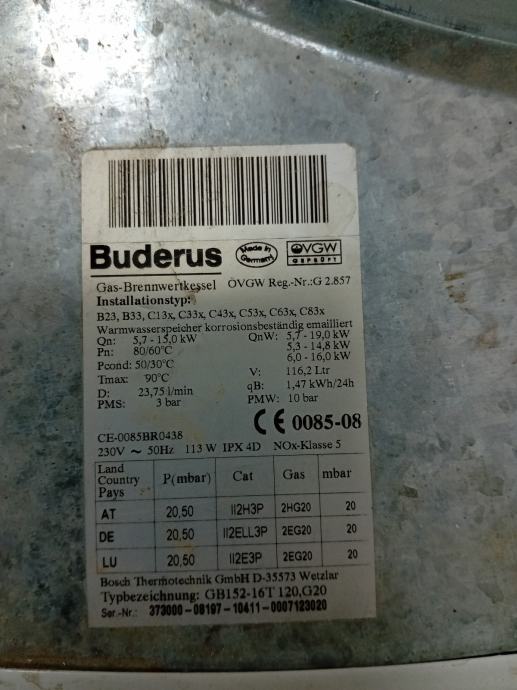 Buderus Made in Germany ÖVGW GEPRÜFT
Gas-Brennwertkessel ÖVGW Reg.-Nr.:G 2.857
Installationstyp:
B23, B33, C13x, C33x, C43x, C53x, C63x, C83x
Warmwasserspeicher korrosionsbeständig emailliert
Qn: 5,7 - 15,0 kW QnW: 5,7 - 19,0 kW
Pn: 80/60°C 5,3 - 14,8 kW
Pcond: 50/30°C 6,0 - 16,0 kW
Tmax: 90°C V: 116,2 Ltr
D: 23,75 l/min qB: 1,47 kWh/24h
PMS: 3 bar PMW: 10 bar
CE 0085-08
CE-0085BR0438
230V ~ 50Hz 113 W IPX 4D NOx-Klasse 5
Land
Country P(mbar) Cat Gas mbar
Pays
AT 20,50 II2H3P 2HG20 20
DE 20,50 II2ELL3P 2EG20 20
LU 20,50 II2E3P 2EG20 20
Bosch Thermotechnik GmbH D-35573 Wetzlar
Typbezeichnung: GB152-16T 120,G20
Ser.-Nr.: 373000-08197-10411-0007123020